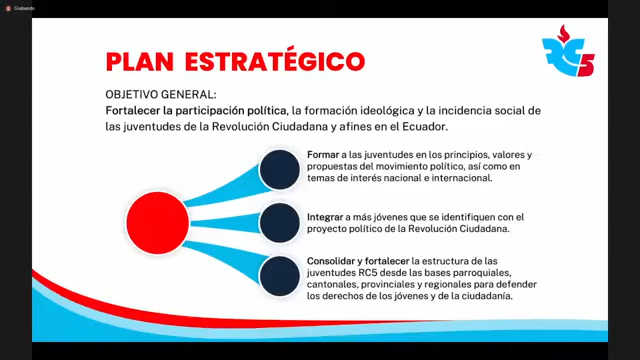 Grabando
PLAN ESTRATÉGICO
RC5
OBJETIVO GENERAL:
Fortalecer la participación política, la formación ideológica y la incidencia social de
las juventudes de la Revolución Ciudadana y afines en el Ecuador.
Formar a las juventudes en los principios, valores y
propuestas del movimiento político, así como en
temas de interés nacional e internacional.
Integrar a más jóvenes que se identifiquen con el
proyecto político de la Revolución Ciudadana.
Consolidar y fortalecer la estructura de las
juventudes RC5 desde las bases parroquiales,
cantonales, provinciales y regionales para defender
los derechos de los jóvenes y de la ciudadanía.